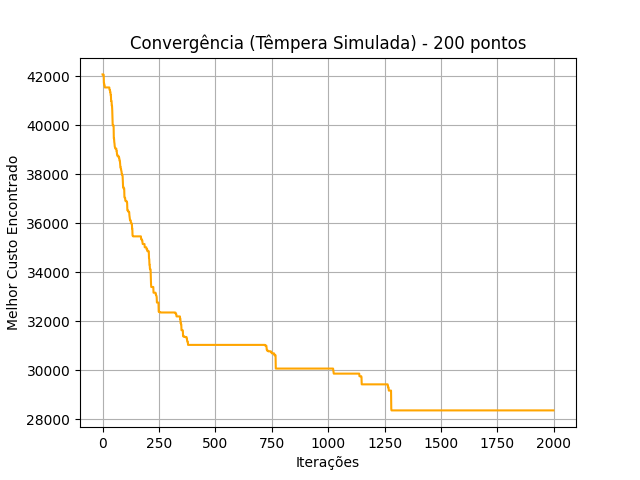 Convergência (Têmpera Simulada) - 200 pontos
Melhor Custo Encontrado
42000
40000
38000
36000
34000
32000
30000
28000
0 250 500 750 1000 1250 1500 1750 2000
Iterações